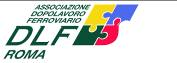 ASSOCIAZIONE
DOPOLAVORO
FERROVIARIO
DLF
ROMA